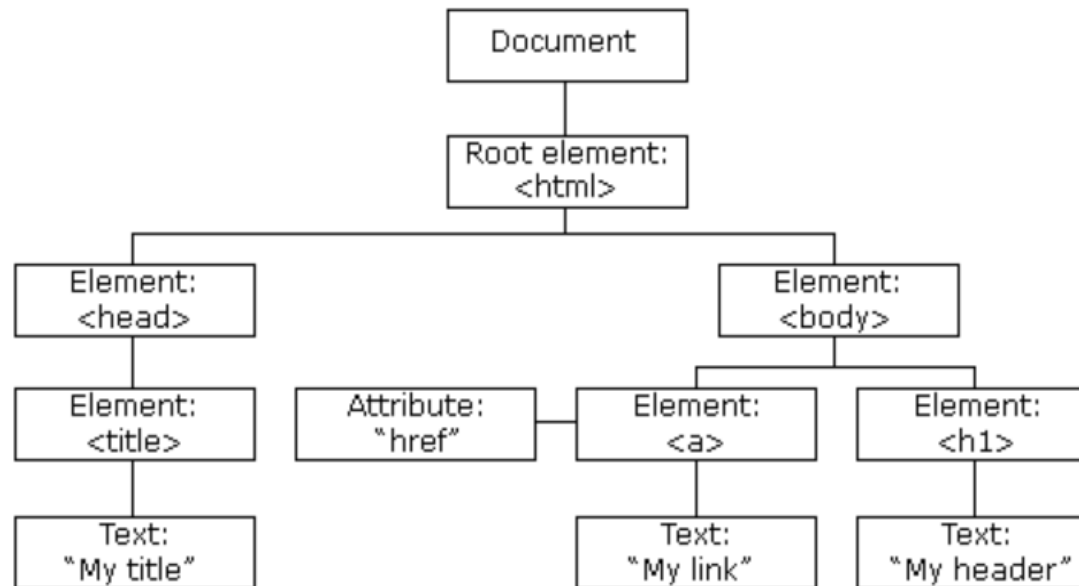 Document
Root element:
<html>
Element:
<head>
Element:
<body>
Element:
<title>
Attribute:
“href”
Element:
<a>
Element:
<h1>
Text:
“My title”
Text:
“My link”
Text:
“My header”